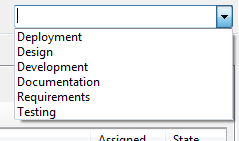 Deployment
Design
Development
Documentation
Requirements
Testing
Assigned State